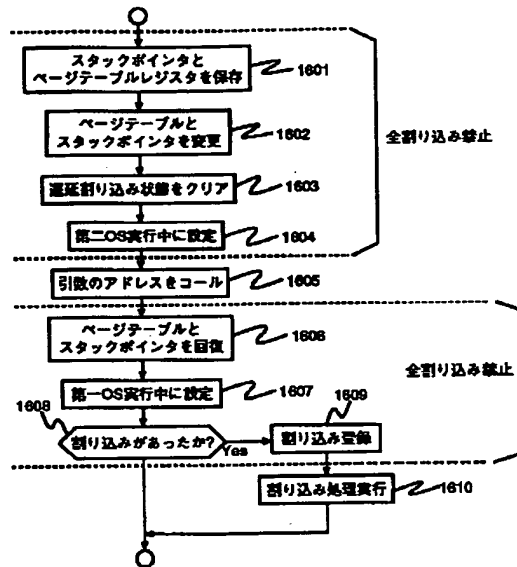 スタックポインタと
ページテーブルレジスタを保存
1601
ページテーブルと
スタックポインタを変更
1602
全割り込み禁止
遅延割り込み状態をクリア
1603
第二OS実行中に設定
1604
引数のアドレスをコール
1605
ページテーブルと
スタックポインタを回復
1606
全割り込み禁止
第一OS実行中に設定
1607
1608
割り込みがあったか?
Yes
1609
割り込み登録
割り込み処理実行
1610